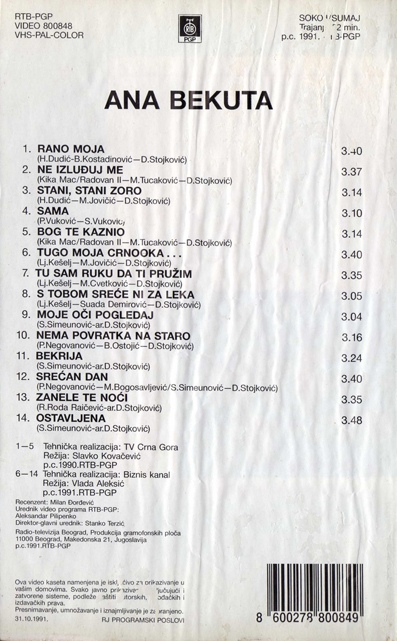 RTB-PGP
VIDEO 800848
VHS-PAL-COLOR
RTB
PGP
2 min.
p.c. 1991.
ANA BEKUTA
1. RANO MOJA 3.40
(H.Dudić-B.Kostadinović-D.Stojković)
2. NE IZLUĐUJ ME 3.37
(Kika Mac/Radovan II-M.Tucaković-D.Stojković)
3. STANI, STANI ZORO 3.14
(H.Dudić-M.Jovičić-D.Stojković)
4. SAMA 3.10
(P.Vuković-S.Vuković)
5. BOG TE KAZNIO 3.14
(Kika Mac/Radovan II-M.Tucaković-D.Stojković)
6. TUGO MOJA CRNOOKA... 3.40
(Lj.Kešelj-M.Jovičić-D.Stojković)
7. TU SAM RUKU DA TI PRUŽIM 3.35
(Lj.Kešelj-M.Cvetković-D.Stojković)
8. S TOBOM SREĆE NI ZA LEKA 3.05
(Lj.Kešelj-Suada Demirović-D.Stojković)
9. MOJE OČI POGLEDAJ 3.04
(S.Simeunović-ar.D.Stojković)
10. NEMA POVRATKA NA STARO 3.16
(P.Negovanović-B.Ostojić-D.Stojković)
11. BEKRIJA 3.24
(S.Simeunović-ar.D.Stojković)
12. SREĆAN DAN 3.40
(P.Negovanović-M.Bogosavljević/S.Simeunović-D.Stojković)
13. ZANELE TE NOĆI 3.35
(R.Roda Raičević-ar.D.Stojković)
14. OSTAVLJENA 3.48
(S.Simeunović-ar.D.Stojković)
1-5 Tehnička realizacija: TV Crna Gora
Režija: Slavko Kovačević
p.c.1990.RTB-PGP
6-14 Tehnička realizacija: Biznis kanal
Režija: Vlada Aleksić
p.c.1991.RTB-PGP
Recenzent: Milan Đorđević
Urednik video programa RTB-PGP:
Aleksandar Pilipenko
Direktor-glavni urednik: Stanko Terzić
Radio-televizija Beograd, Produkcija gramofonskih ploča
11000 Beograd, Makedonska 21, Jugoslavija
p.c.1991.RTB-PGP
Ova video kaseta namenjena je za prikazivanje u
vašim domovima. Svako javno
zatvorene sisteme, podleže
izdavačkih prava.
Presnimavanje, umnožavanje i iznajmljivanje je
31.10.1991. RJ PROGRAMSKI POSLOVI
8 600278 800849